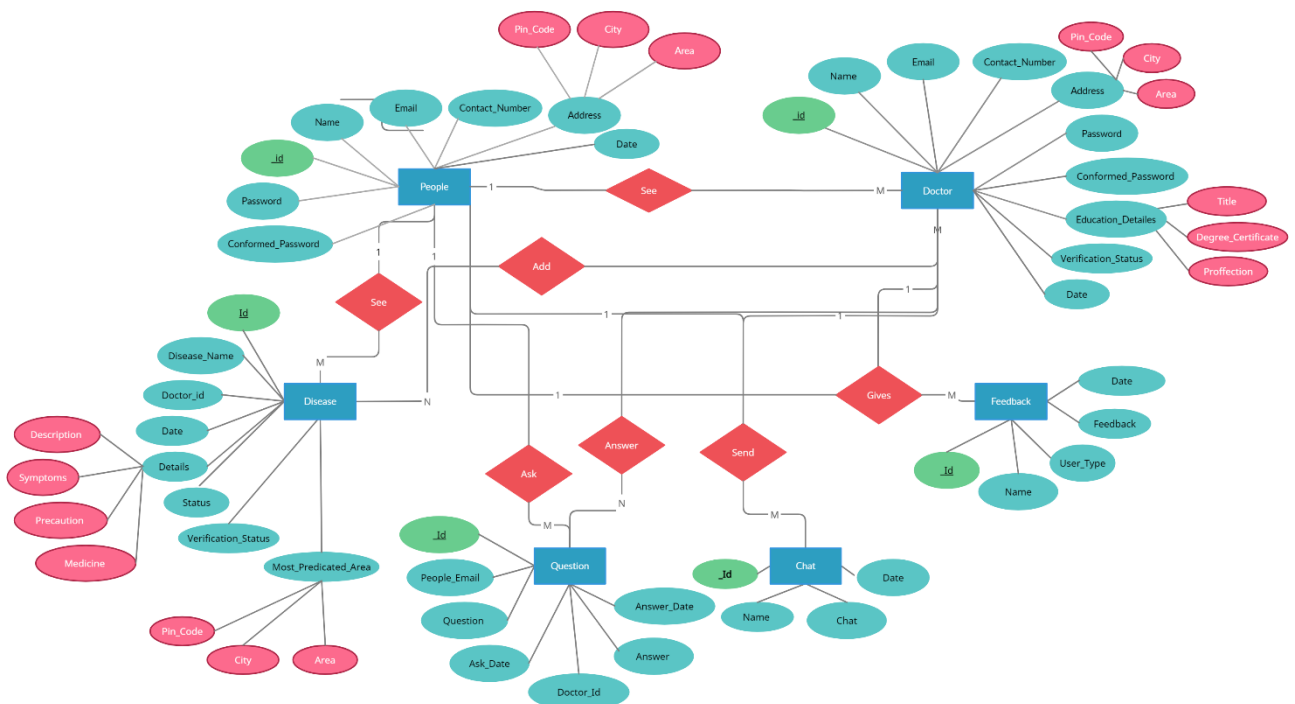 Pin_Code
City
Area
Email
Contact_Number
Address
Name
Date
_id
People
Password
Conformed_Password
1
See
M
Pin_Code
City
Area
Contact_Number
Email
Name
Address
_id
Password
Doctor
Conformed_Password
Education_Detailes
Title
Degree_Certificate
Proffection
Verification_Status
Date
M
1
1
Add
See
1
1
1
M
N
1
M
Id
Disease_Name
Doctor_id
Disease
Date
Details
Description
Symptoms
Precaution
Medicine
Status
Verification_Status
Most_Predicated_Area
Pin_Code
City
Area
Gives
Feedback
Date
Feedback
User_Type
_Id
Name
Answer
Send
Ask
N
M
M
_Id
Question
People_Email
Question
Ask_Date
Doctor_Id
Answer
Answer_Date
_Id
Chat
Date
Name
Chat